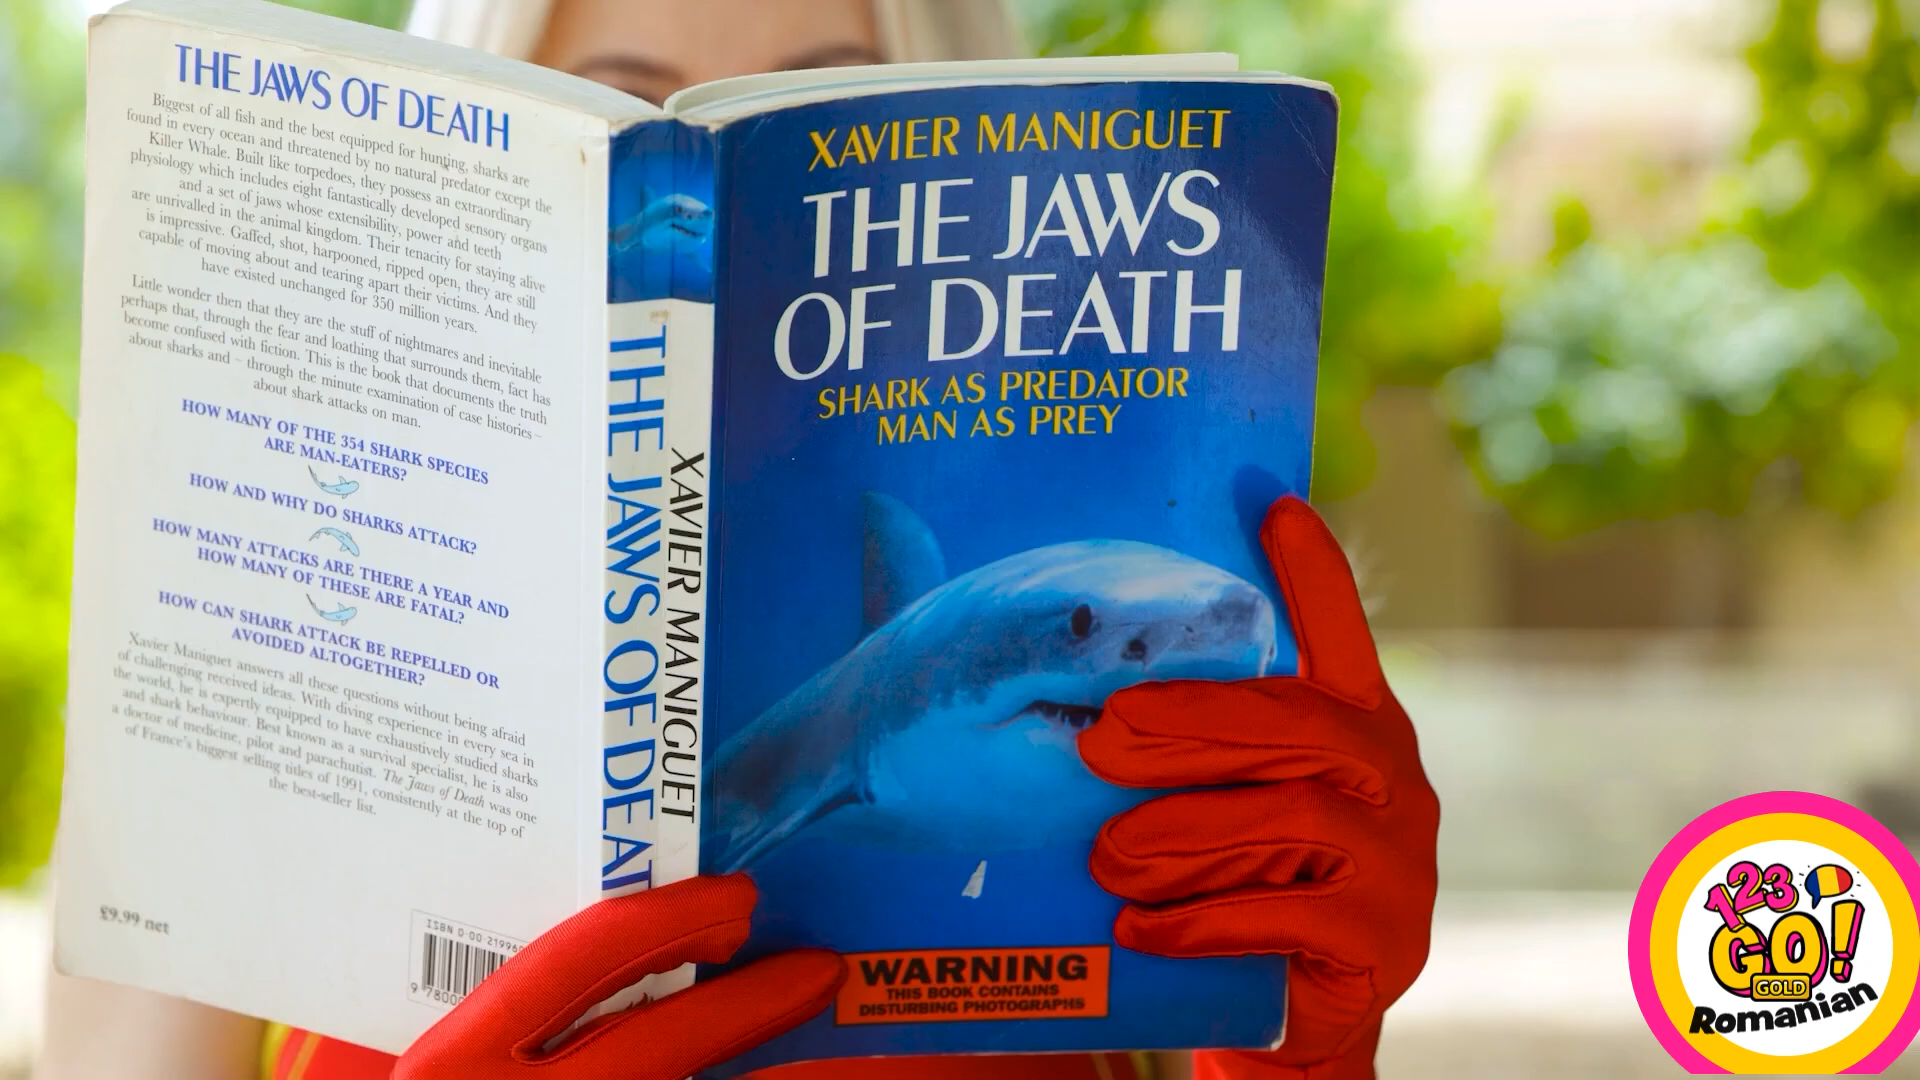 THE JAWS OF DEATH
Biggest of all fish and the best equipped for hunting, sharks are
found in every ocean and threatened by no natural predator except the
Killer Whale. Built like torpedoes, they possess an extraordinary
physiology which includes eight fantastically developed sensory organs
and a set of jaws whose extensibility, power and teeth
are unrivalled in the animal kingdom. Their tenacity for staying alive
is impressive. Gaffed, shot, harpooned, ripped open, they are still
capable of moving about and tearing apart their victims. And they
have existed unchanged for 350 million years.
Little wonder then that they are the stuff of nightmares and inevitable
perhaps that, through the fear and loathing that surrounds them, fact has
become confused with fiction. This is the book that documents the truth
about sharks and – through the minute examination of case histories –
about shark attacks on man.
HOW MANY OF THE 354 SHARK SPECIES
ARE MAN-EATERS?
HOW AND WHY DO SHARKS ATTACK?
HOW MANY ATTACKS ARE THERE A YEAR AND
HOW MANY OF THESE ARE FATAL?
HOW CAN SHARK ATTACK BE REPELLED OR
AVOIDED ALTOGETHER?
Xavier Maniguet answers all these questions without being afraid
of challenging received ideas. With diving experience in every sea in
the world, he is expertly equipped to have exhaustively studied sharks
and shark behaviour. Best known as a survival specialist, he is also
a doctor of medicine, pilot and parachutist. The Jaws of Death was one
of France's biggest selling titles of 1991, consistently at the top of
the best-seller list.
£9.99 net
ISBN 0-00-21996
9 7800
THE JAWS OF DEAT
XAVIER MANIGUET
XAVIER MANIGUET
THE JAWS
OF DEATH
SHARK AS PREDATOR
MAN AS PREY
WARNING
THIS BOOK CONTAINS
DISTURBING PHOTOGRAPHS
123
GO!
GOLD
Romanian